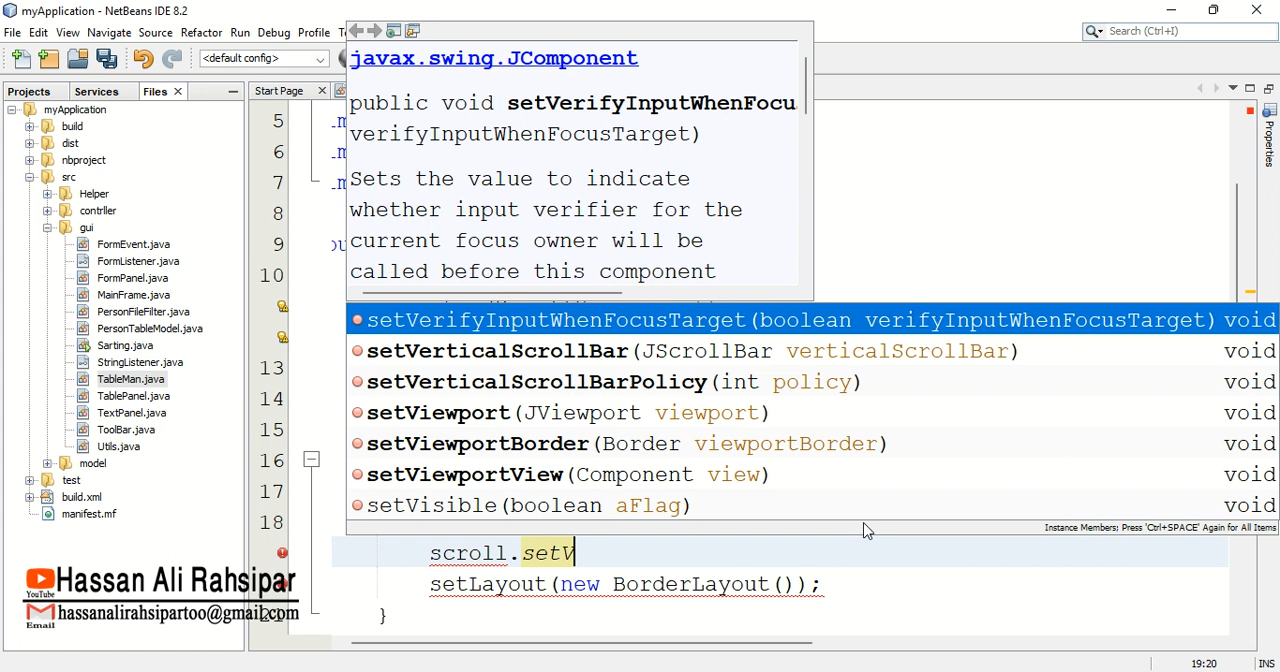 myApplication - NetBeans IDE 8.2
File Edit View Navigate Source Refactor Run Debug Profile
Search (Ctrl+I)
<default config>
Projects Services Files
Start Page
myApplication
build
dist
nbproject
src
Helper
contrller
gui
FormEvent.java
FormListener.java
FormPanel.java
MainFrame.java
PersonFileFilter.java
PersonTableModel.java
Sarting.java
StringListener.java
TableMan.java
TablePanel.java
TextPanel.java
ToolBar.java
Utils.java
model
test
build.xml
manifest.mf
javax.swing.JComponent
public void setVerifyInputWhenFocus
verifyInputWhenFocusTarget)
Sets the value to indicate
whether input verifier for the
current focus owner will be
called before this component
5
6
7
8
9
10
13
14
15
16
17
18
setVerifyInputWhenFocusTarget(boolean verifyInputWhenFocusTarget) void
setVerticalScrollBar(JScrollBar verticalScrollBar) void
setVerticalScrollBarPolicy(int policy) void
setViewport(JViewport viewport) void
setViewportBorder(Border viewportBorder) void
setViewportView(Component view) void
setVisible(boolean aFlag) void
Instance Members; Press 'Ctrl+SPACE' Again for All Items
scroll.setV
setLayout(new BorderLayout());
}
Properties
YouTube
Hassan Ali Rahsipar
Email
hassanalirahsipartoo@gmail.com
19:20 INS